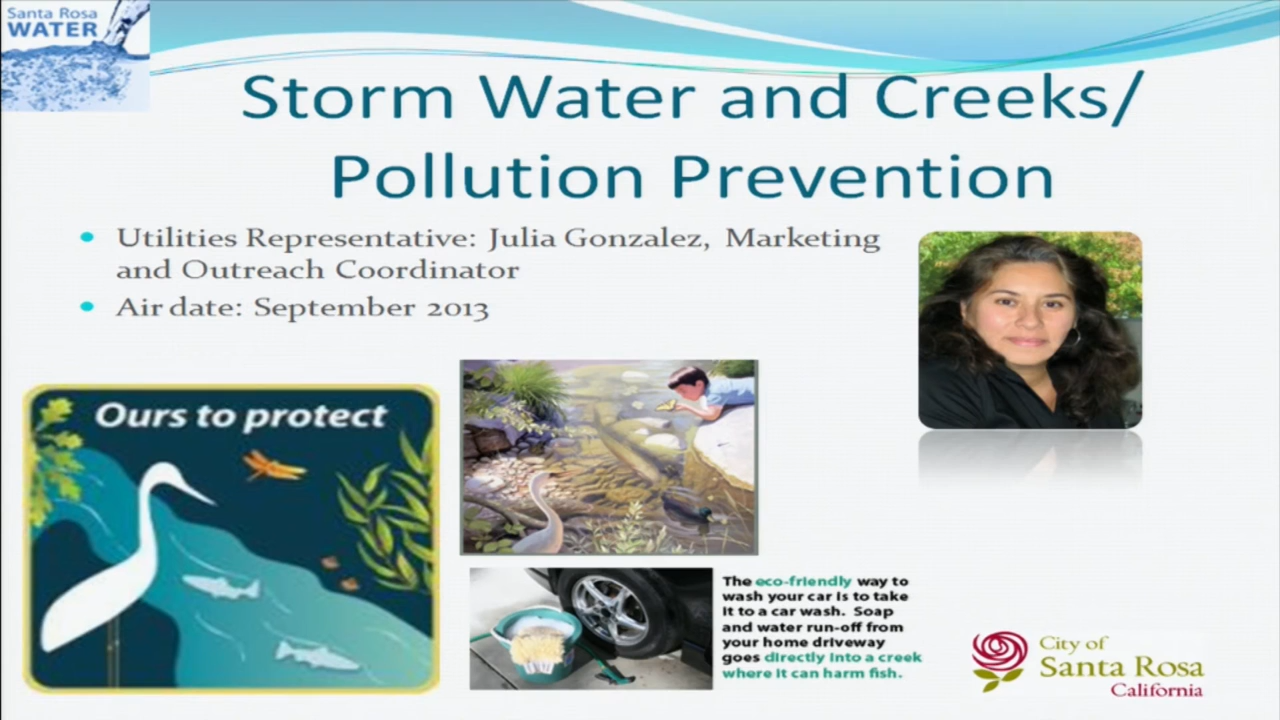 Santa Rosa
WATER
Storm Water and Creeks/
Pollution Prevention
• Utilities Representative: Julia Gonzalez, Marketing
and Outreach Coordinator
• Air date: September 2013
Ours to protect
The eco-friendly way to
wash your car is to take
it to a car wash. Soap
and water run-off from
your home driveway
goes directly into a creek
where it can harm fish.
City of
Santa Rosa
California